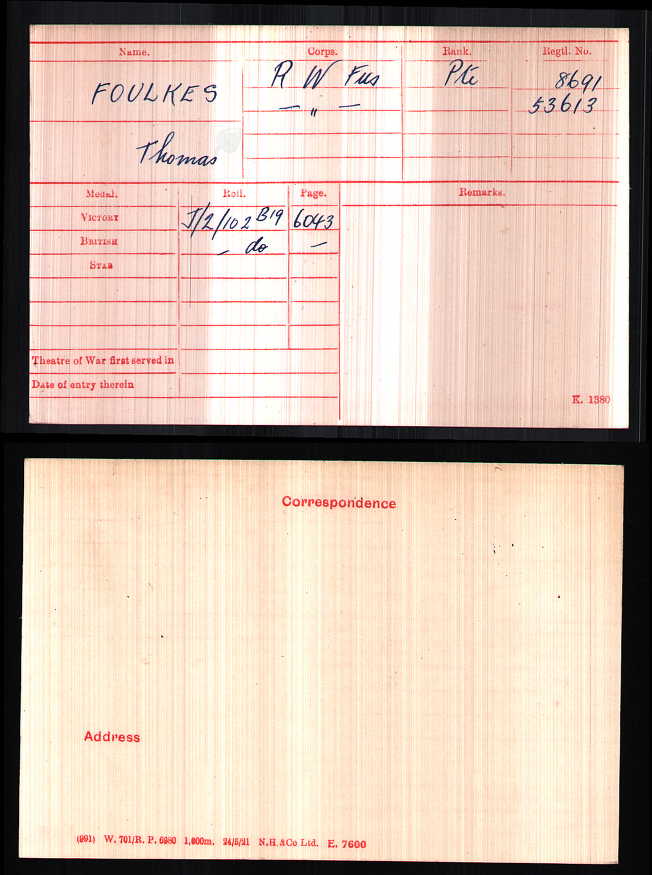 Name. Corps. Rank. Regtl. No.
FOULKES R W Fus Pte 8691
— " — 53613
Thomas
Medal. Roll. Page. Remarks.
VICTORY J/2/102 B19 6043
BRITISH – do –
STAR
Theatre of War first served in
Date of entry therein
K. 1380
Correspondence
Address
(991) W. 701/R. P. 6980 1,000m. 24/5/21 N.H.&Co Ltd. E. 7600